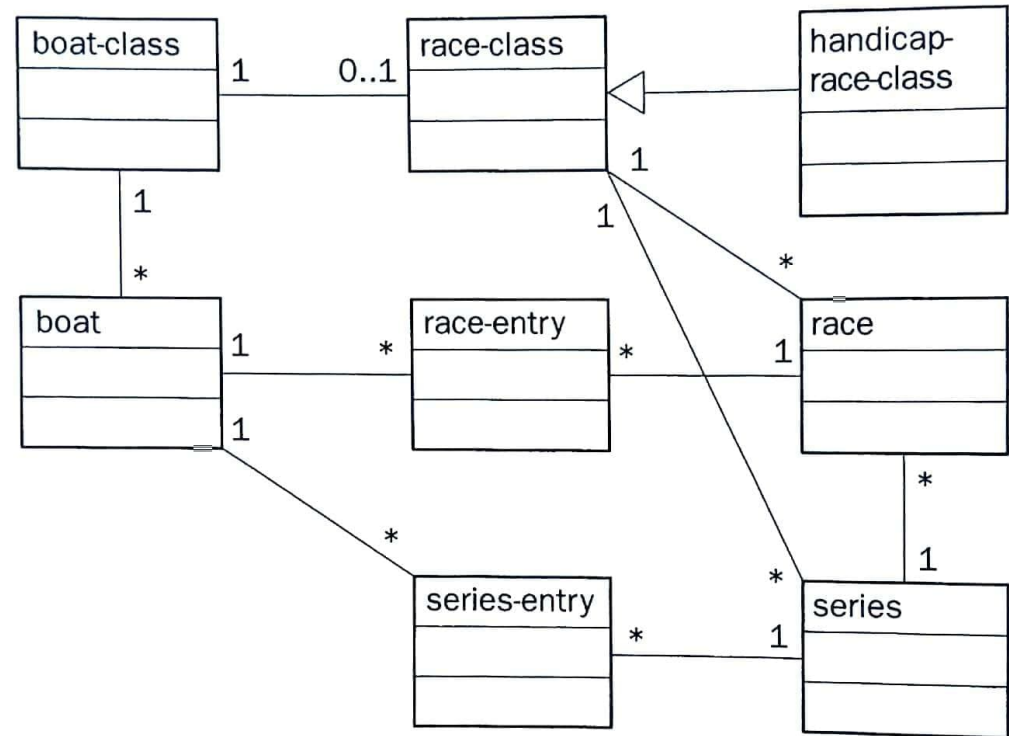 boat-class
1
0..1
race-class
handicap-
race-class
1
*
1
1
*
boat
1
*
race-entry
*
1
race
1
*
*
1
series-entry
*
1
*
series